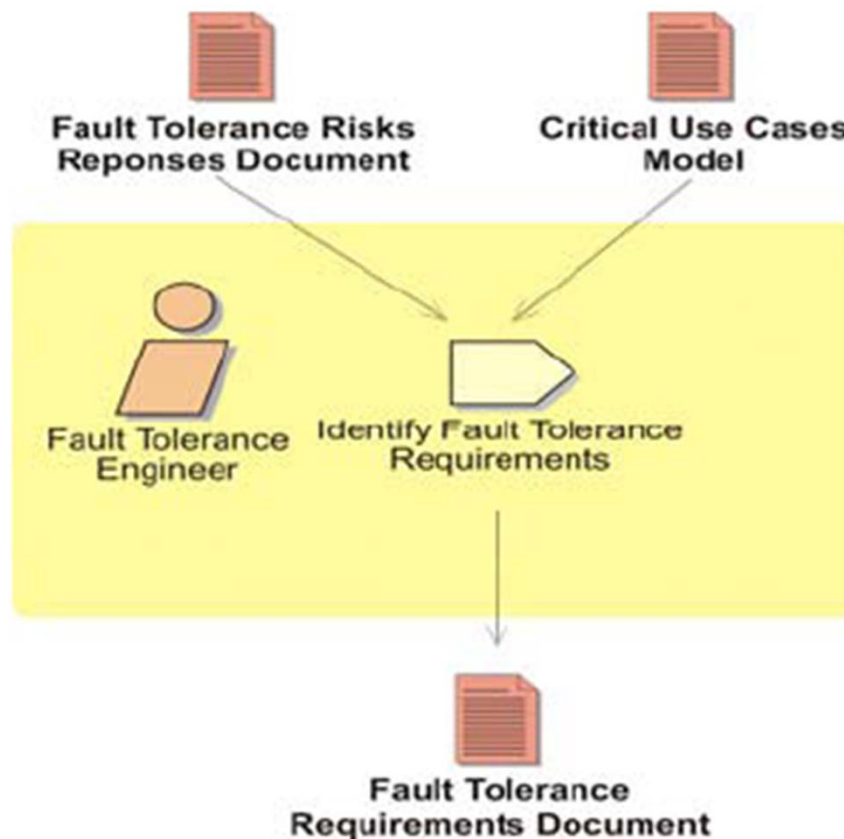 Fault Tolerance Risks
Reponses Document
Critical Use Cases
Model
Fault Tolerance
Engineer
Identify Fault Tolerance
Requirements
Fault Tolerance
Requirements Document